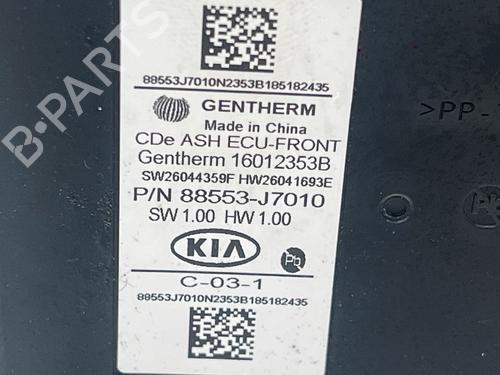 88553J7010N2353B185182435
GENTHERM
Made in China
CDe ASH ECU-FRONT
Gentherm 16012353B
SW26044359F HW26041693E
P/N 88553-J7010
SW 1.00 HW 1.00
KIA
Pb
C-03-1
88553J7010N2353B185182435
>PP-
B-PARTS